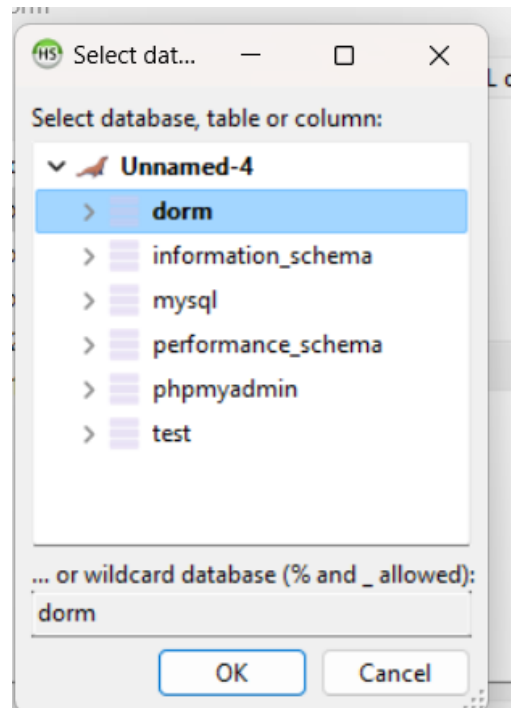 HS Select dat...
Select database, table or column:
Unnamed-4
dorm
information_schema
mysql
performance_schema
phpmyadmin
test
... or wildcard database (% and _ allowed):
dorm
OK Cancel